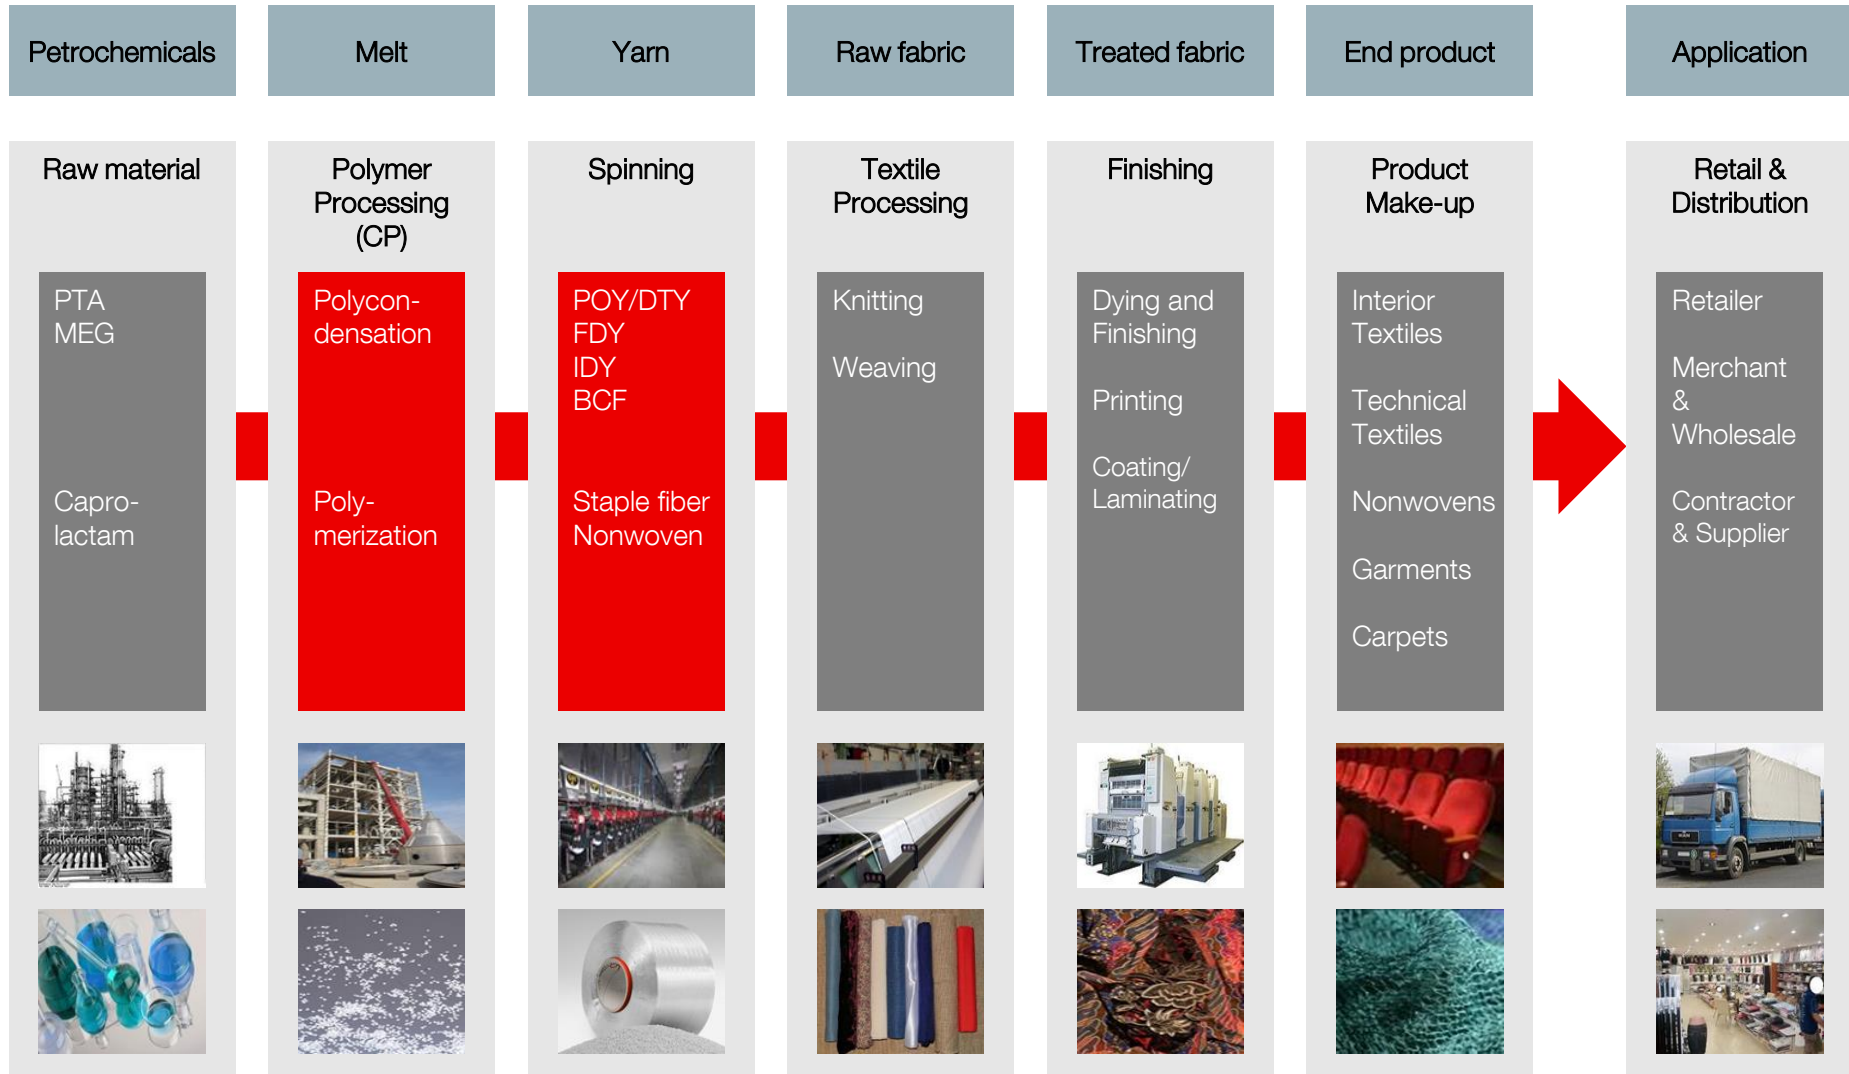 Petrochemicals
Melt
Yarn
Raw fabric
Treated fabric
End product
Application
Raw material
PTA
MEG
Capro-
lactam
Polymer
Processing
(CP)
Polycon-
densation
Poly-
merization
Spinning
POY/DTY
FDY
IDY
BCF
Staple fiber
Nonwoven
Textile
Processing
Knitting
Weaving
Finishing
Dying and
Finishing
Printing
Coating/
Laminating
Product
Make-up
Interior
Textiles
Technical
Textiles
Nonwovens
Garments
Carpets
Retail &
Distribution
Retailer
Merchant
&
Wholesale
Contractor
& Supplier